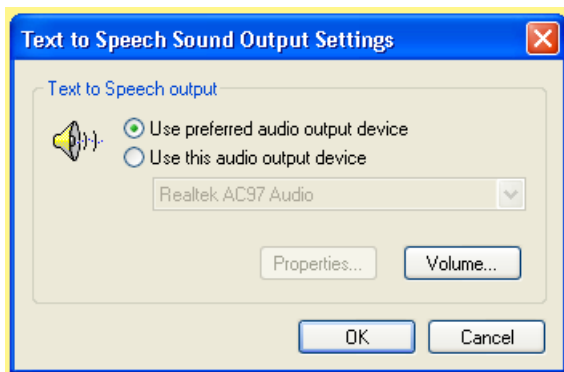 Text to Speech Sound Output Settings
Text to Speech output
Use preferred audio output device
Use this audio output device
Realtek AC97 Audio
Properties... Volume...
OK Cancel